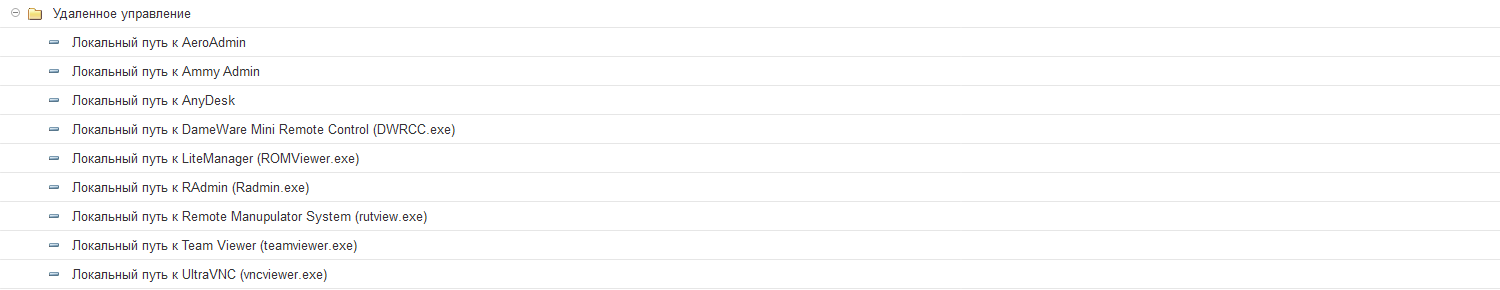 Удаленное управление
Локальный путь к AeroAdmin
Локальный путь к Ammy Admin
Локальный путь к AnyDesk
Локальный путь к DameWare Mini Remote Control (DWRCC.exe)
Локальный путь к LiteManager (ROMViewer.exe)
Локальный путь к RAdmin (Radmin.exe)
Локальный путь к Remote Manupulator System (rutview.exe)
Локальный путь к Team Viewer (teamviewer.exe)
Локальный путь к UltraVNC (vncviewer.exe)